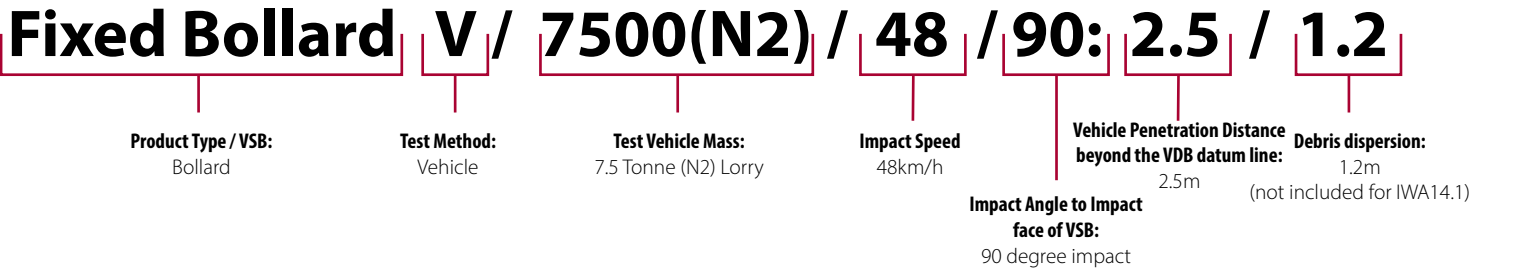 Fixed Bollard V / 7500(N2) / 48 / 90: 2.5 / 1.2
Product Type / VSB:
Bollard
Test Method:
Vehicle
Test Vehicle Mass:
7.5 Tonne (N2) Lorry
Impact Speed
48km/h
Impact Angle to Impact
face of VSB:
90 degree impact
Vehicle Penetration Distance
beyond the VDB datum line:
2.5m
Debris dispersion:
1.2m
(not included for IWA14.1)